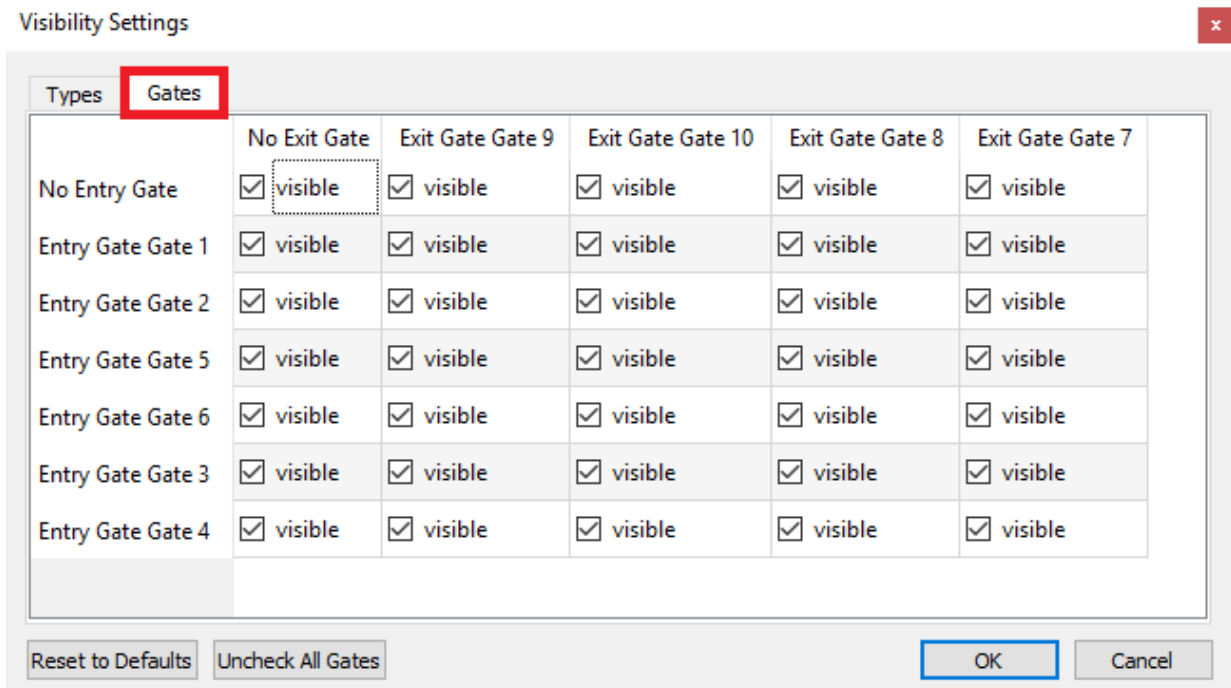 Visibility Settings x
Types Gates
No Exit Gate Exit Gate Gate 9 Exit Gate Gate 10 Exit Gate Gate 8 Exit Gate Gate 7
No Entry Gate visible visible visible visible visible
Entry Gate Gate 1 visible visible visible visible visible
Entry Gate Gate 2 visible visible visible visible visible
Entry Gate Gate 5 visible visible visible visible visible
Entry Gate Gate 6 visible visible visible visible visible
Entry Gate Gate 3 visible visible visible visible visible
Entry Gate Gate 4 visible visible visible visible visible
Reset to Defaults Uncheck All Gates OK Cancel